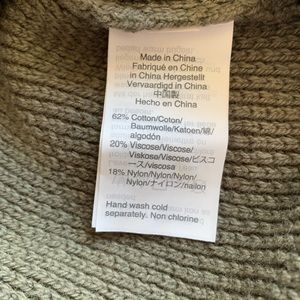 Made in China
Fabriqué en Chine
in China Hergestellt
Vervaardigd in China
中国製
Hecho en China
62% Cotton/Coton/
Baumwolle/Katoen/綿/
algodón
20% Viscose/Viscose/
Viskose/Viscose/ビスコ
ース/viscosa
18% Nylon/Nylon/Nylon/
Nylon/ナイロン/nailon
Hand wash cold
separately. Non chlorine